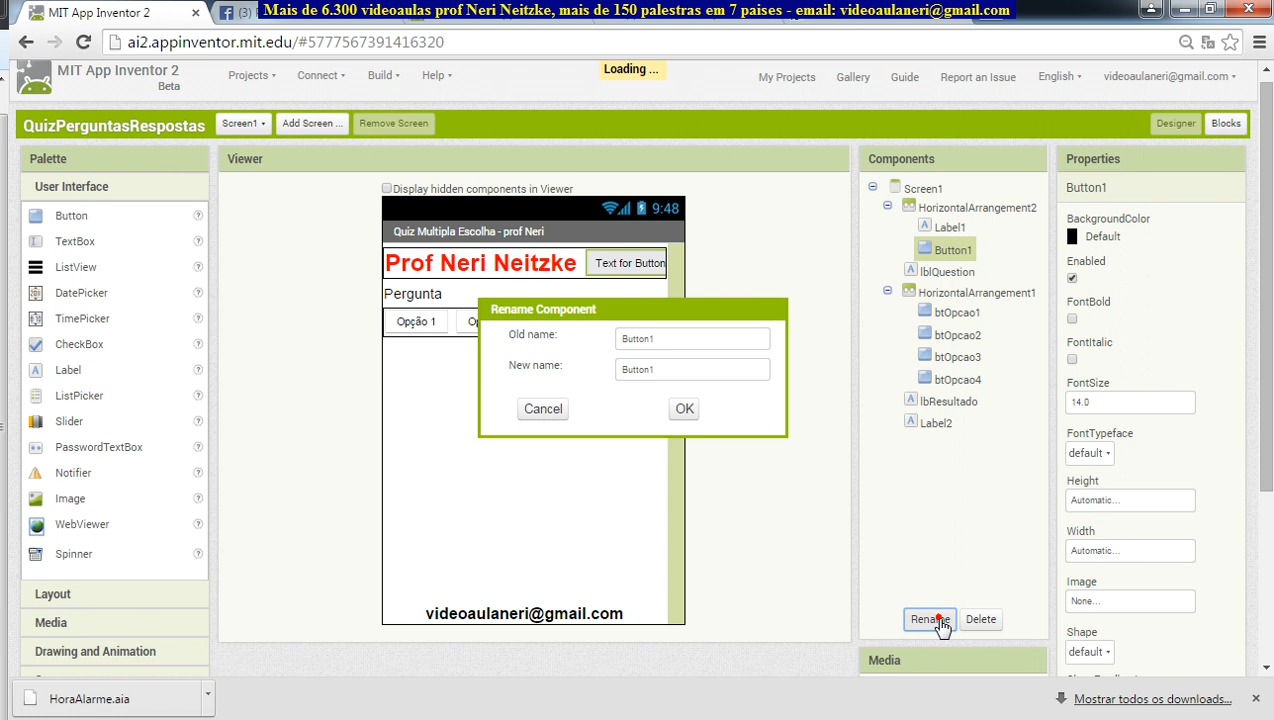 MIT App Inventor 2
(3)
Mais de 6.300 videoaulas prof Neri Neitzke, mais de 150 palestras em 7 paises - email: videoaulaneri@gmail.com
ai2.appinventor.mit.edu/#5777567391416320
MIT App Inventor 2
Beta
Projects
Connect
Build
Help
Loading ...
My Projects
Gallery
Guide
Report an Issue
English
videoaulaneri@gmail.com
QuizPerguntasRespostas
Screen1
Add Screen ...
Remove Screen
Designer
Blocks
Palette
User Interface
Button
TextBox
ListView
DatePicker
TimePicker
CheckBox
Label
ListPicker
Slider
PasswordTextBox
Notifier
Image
WebViewer
Spinner
Layout
Media
Drawing and Animation
Viewer
Display hidden components in Viewer
9:48
Quiz Multipla Escolha - prof Neri
Prof Neri Neitzke
Text for Button
Pergunta
Opção 1
Rename Component
Old name:
Button1
New name:
Button1
Cancel
OK
videoaulaneri@gmail.com
Components
Screen1
HorizontalArrangement2
Label1
Button1
lblQuestion
HorizontalArrangement1
btOpcao1
btOpcao2
btOpcao3
btOpcao4
lbResultado
Label2
Rename
Delete
Media
Properties
Button1
BackgroundColor
Default
Enabled
FontBold
FontItalic
FontSize
14.0
FontTypeface
default
Height
Automatic...
Width
Automatic...
Image
None...
Shape
default
HoraAlarme.aia
Mostrar todos os downloads...